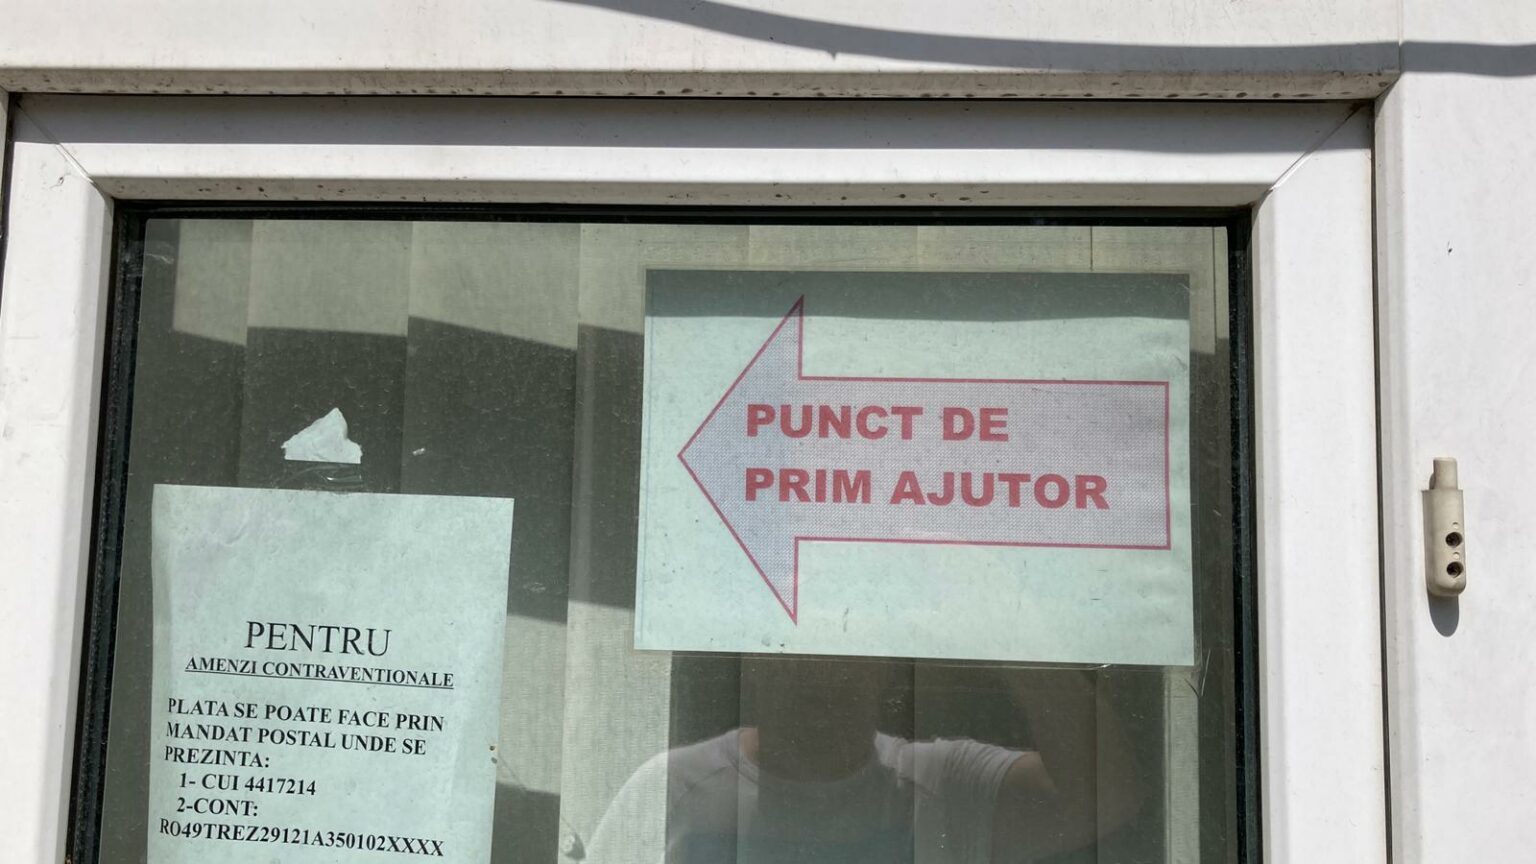 PUNCT DE
PRIM AJUTOR
PENTRU
AMENZI CONTRAVENTIONALE
PLATA SE POATE FACE PRIN
MANDAT POSTAL UNDE SE
PREZINTA:
1- CUI 4417214
2-CONT:
RO49TREZ29121A350102XXXX